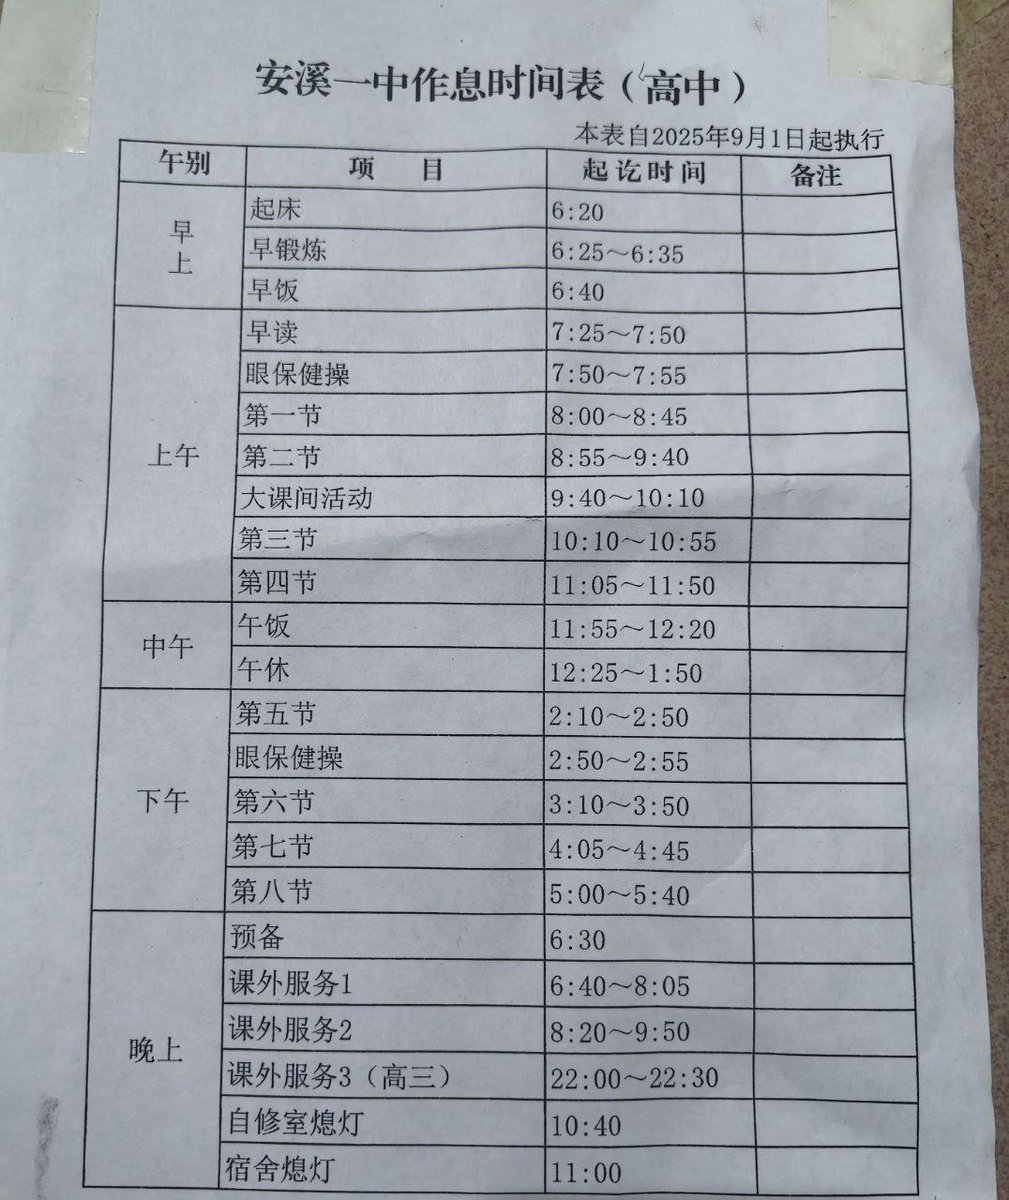 安溪一中作息时间表（高中）
本表自2025年9月1日起执行
午别 项 目 起讫时间 备注
早上 起床 6:20
早锻炼 6:25～6:35
早饭 6:40
上午 早读 7:25～7:50
眼保健操 7:50～7:55
第一节 8:00～8:45
第二节 8:55～9:40
大课间活动 9:40～10:10
第三节 10:10～10:55
第四节 11:05～11:50
中午 午饭 11:55～12:20
午休 12:25～1:50
下午 第五节 2:10～2:50
眼保健操 2:50～2:55
第六节 3:10～3:50
第七节 4:05～4:45
第八节 5:00～5:40
晚上 预备 6:30
课外服务1 6:40～8:05
课外服务2 8:20～9:50
课外服务3（高三） 22:00～22:30
自修室熄灯 10:40
宿舍熄灯 11:00